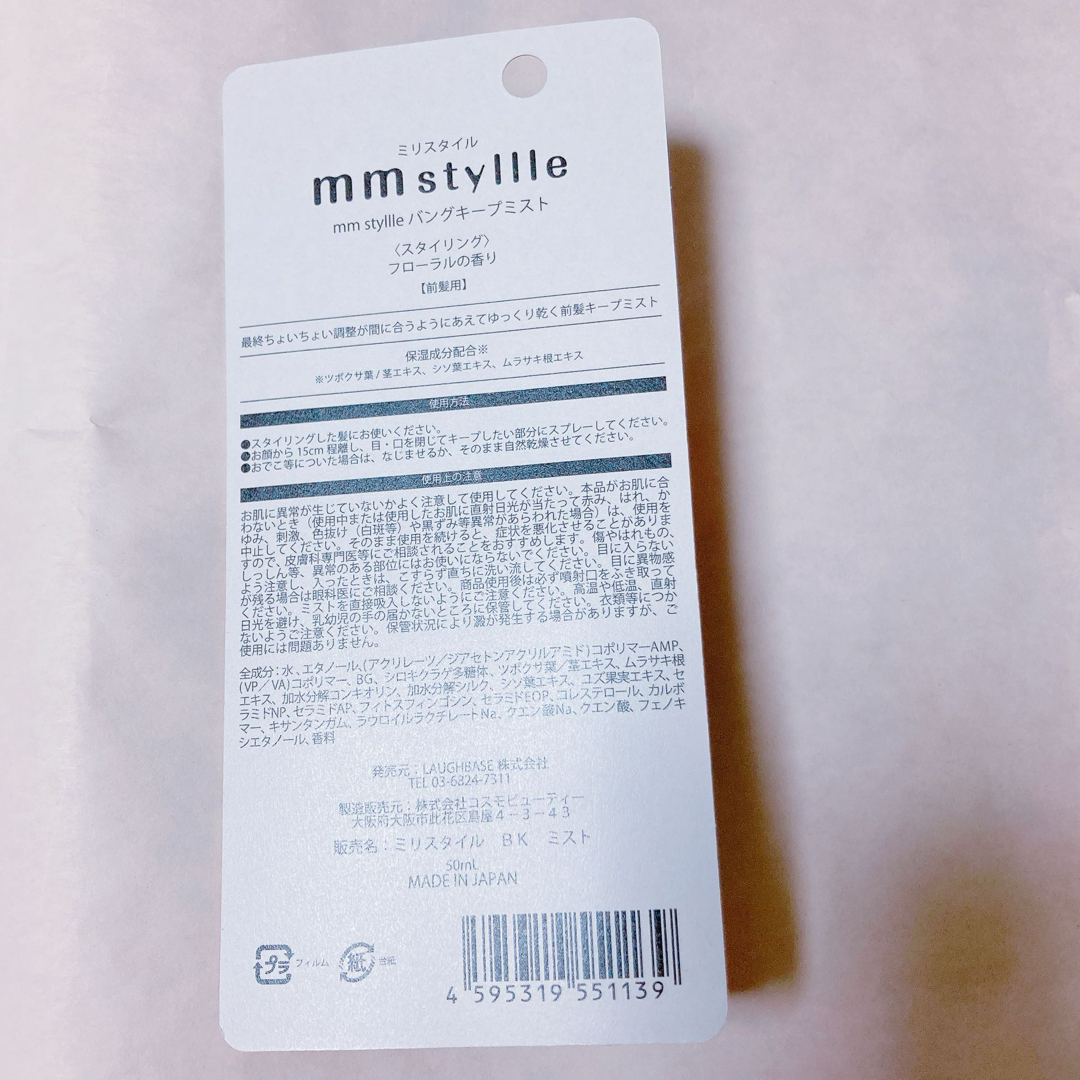 ミリスタイル
mm styllle
mm styllle バングキープミスト
〈スタイリング〉
フローラルの香り
【前髪用】
最終ちょいちょい調整が間に合うようにあえてゆっくり乾く前髪キープミスト
保湿成分配合※
※ツボクサ葉 / 茎エキス、シソ葉エキス、ムラサキ根エキス
使用方法
●スタイリングした髪にお使いください。
●お顔から 15cm 程離し、目・口を閉じてキープしたい部分にスプレーしてください。
●おでこ等についた場合は、なじませるか、そのまま自然乾燥させてください。
使用上の注意
お肌に異常が生じていないかよく注意して使用してください。本品がお肌に合
わないとき（使用中または使用したお肌に直射日光が当たって赤み、はれ、か
ゆみ、刺激、色抜け（白斑等）や黒ずみ等異常があらわれた場合）は、使用を
中止してください。そのまま使用を続けると、症状を悪化させることがありま
すので、皮膚科専門医等にご相談されることをおすすめします。傷やはれもの、
しっしん等、異常のある部位にはお使いにならないでください。目に入らない
よう注意し、入ったときは、こすらず直ちに洗い流してください。目に異物感
が残る場合は眼科医にご相談ください。商品使用後は必ず噴射口をふき取って
ください。ミストを直接吸入しないようにご注意ください。高温や低温、直射
日光を避け、乳幼児の手の届かないところに保管してください。衣類等につか
ないようご注意ください。保管状況により澱が発生する場合がありますが、ご
使用には問題ありません。
全成分：水、エタノール、(アクリレーツ／ジアセトンアクリルアミド)コポリマーAMP、
(VP／VA)コポリマー、BG、シロキクラゲ多糖体、ツボクサ葉／茎エキス、ムラサキ根
エキス、加水分解コンキオリン、加水分解シルク、シソ葉エキス、ユズ果実エキス、セ
ラミドNP、セラミドAP、フィトスフィンゴシン、セラミドEOP、コレステロール、カルボ
マー、キサンタンガム、ラウロイルラクチレートNa、クエン酸Na、クエン酸、フェノキ
シエタノール、香料
発売元：LAUGHBASE 株式会社
TEL 03-6824-7311
製造販売元：株式会社コスモビューティー
大阪府大阪市此花区島屋４−３−４３
販売名：ミリスタイル ＢＫ ミスト
50mL
MADE IN JAPAN
プラ フィルム 紙 台紙
4 595319 551139